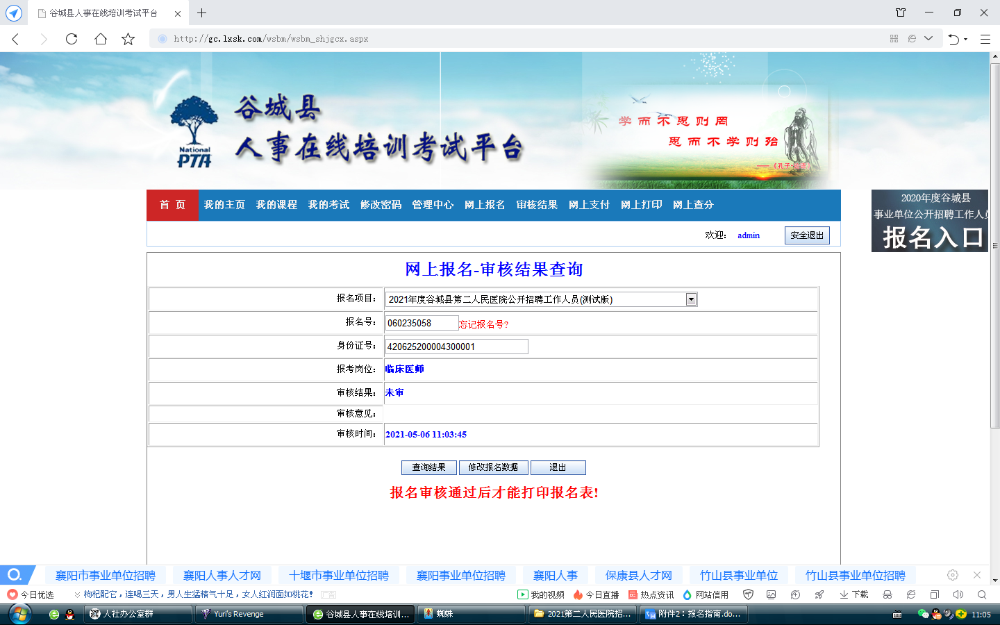 谷城县人事在线培训考试平台
http://gc.lxsk.com/wsbm/wsbm_shjgcx.aspx
National
PTA
谷城县
人事在线培训考试平台
学而不思则罔
思而不学则殆
首 页 我的主页 我的课程 我的考试 修改密码 管理中心 网上报名 审核结果 网上支付 网上打印 网上查分
欢迎： admin 安全退出
2020年度谷城县
事业单位公开招聘工作人员
报名入口
网上报名-审核结果查询
报名项目： 2021年度谷城县第二人民医院公开招聘工作人员(测试版)
报名号： 060235058 忘记报名号?
身份证号： 420625200004300001
报考岗位： 临床医师
审核结果： 未审
审核意见：
审核时间： 2021-05-06 11:03:45
查询结果 修改报名数据 退出
报名审核通过后才能打印报名表!
襄阳市事业单位招聘 襄阳人事人才网 十堰市事业单位招聘 襄阳事业单位招聘 襄阳人事 保康县人才网 竹山县事业单位 竹山县事业单位招聘
今日优选 枸杞配它，连喝三天，男人生猛精气十足，女人红润面如桃花! 广告 我的视频 今日直播 热点资讯 网站信用 下载
人社办公室群 Yuri's Revenge 谷城县人事在线培训... 蜘蛛 2021第二人民医院招... 附件2：报名指南.do... 11:05